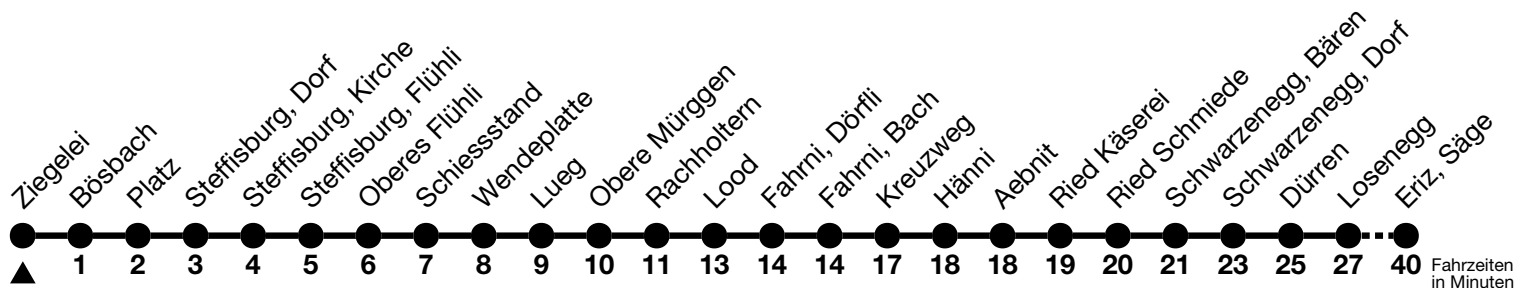 Ziegelei
Bösbach
Platz
Steffisburg, Dorf
Steffisburg, Kirche
Steffisburg, Flühli
Oberes Flühli
Schiessstand
Wendeplatte
Lueg
Obere Mürggen
Rachholtern
Lood
Fahrni, Dörfli
Fahrni, Bach
Kreuzweg
Hänni
Aebnit
Ried Käserei
Ried Schmiede
Schwarzenegg, Bären
Schwarzenegg, Dorf
Dürren
Losenegg
Eriz, Säge
1 2 3 4 5 6 7 8 9 10 11 13 14 14 17 18 18 19 20 21 23 25 27 40
Fahrzeiten
in Minuten